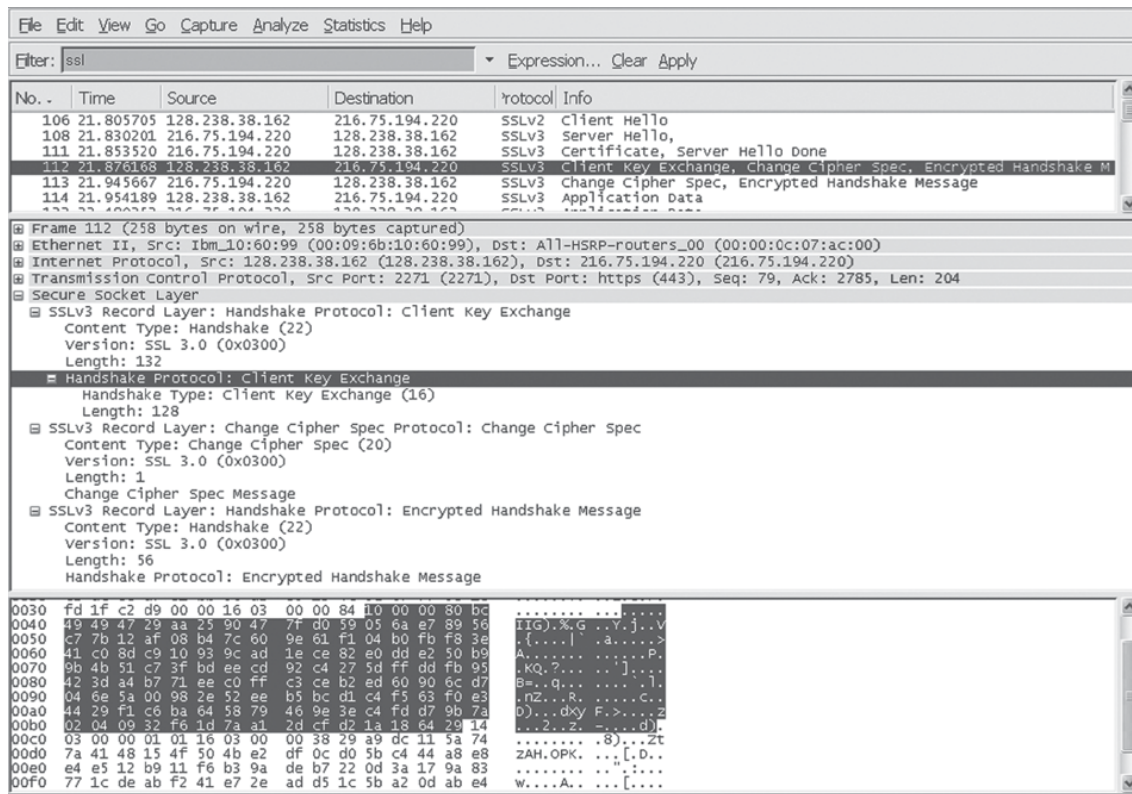 File Edit View Go Capture Analyze Statistics Help
Filter: ssl Expression... Clear Apply
No. - Time Source Destination Protocol Info
106 21.805705 128.238.38.162 216.75.194.220 SSLv2 Client Hello
108 21.830201 216.75.194.220 128.238.38.162 SSLv3 Server Hello,
111 21.853520 216.75.194.220 128.238.38.162 SSLv3 Certificate, Server Hello Done
112 21.876168 128.238.38.162 216.75.194.220 SSLv3 Client Key Exchange, Change Cipher Spec, Encrypted Handshake M
113 21.945667 216.75.194.220 128.238.38.162 SSLv3 Change Cipher Spec, Encrypted Handshake Message
114 21.954189 216.75.194.220 128.238.38.162 SSLv3 Application Data
Frame 112 (258 bytes on wire, 258 bytes captured)
Ethernet II, Src: Ibm_10:60:99 (00:09:6b:10:60:99), Dst: All-HSRP-routers_00 (00:00:0c:07:ac:00)
Internet Protocol, Src: 128.238.38.162 (128.238.38.162), Dst: 216.75.194.220 (216.75.194.220)
Transmission Control Protocol, Src Port: 2271 (2271), Dst Port: https (443), Seq: 79, Ack: 2785, Len: 204
Secure Socket Layer
SSLv3 Record Layer: Handshake Protocol: Client Key Exchange
Content Type: Handshake (22)
Version: SSL 3.0 (0x0300)
Length: 132
Handshake Protocol: Client Key Exchange
Handshake Type: Client Key Exchange (16)
Length: 128
SSLv3 Record Layer: Change Cipher Spec Protocol: Change Cipher Spec
Content Type: Change Cipher Spec (20)
Version: SSL 3.0 (0x0300)
Length: 1
Change Cipher Spec Message
SSLv3 Record Layer: Handshake Protocol: Encrypted Handshake Message
Content Type: Handshake (22)
Version: SSL 3.0 (0x0300)
Length: 56
Handshake Protocol: Encrypted Handshake Message
0030 fd 1f c2 d9 00 00 16 03 00 00 84 10 00 00 80 bc ........ ........
0040 49 49 47 29 aa 25 90 47 7f d0 59 05 6a e7 89 56 IIG).%.G ..Y.j..V
0050 c7 7b 12 af 08 b4 7c 60 9e 61 f1 04 b0 fb f8 3e .{....|` .a.....>
0060 41 c0 8d c9 10 93 9c ad 1e ce 82 e0 dd e2 50 b9 A....... ......P.
0070 9b 4b 51 c7 3f bd ee cd 92 c4 27 5d ff dd fb 95 .KQ.?... ..']....
0080 42 3d a4 b7 71 ee c0 ff c3 ce b2 ed 60 90 6c d7 B=..q... ....`.l.
0090 04 6e 5a 00 98 2e 52 ee b5 bc d1 c4 f5 63 f0 e3 .nZ...R. .....c..
00a0 44 29 f1 c6 ba 64 58 79 46 9e 3e c4 fd d7 9b 7a D)...dXy F.>....z
00b0 02 04 09 32 f6 1d 7a a1 2d cf d2 1a 18 64 29 14 ...2..z. -....d).
00c0 03 00 00 01 01 16 03 00 00 38 29 a9 dc 11 5a 74 ........ .8)...Zt
00d0 7a 41 48 15 4f 50 4b e2 df 0c d0 5b c4 44 a8 e8 zAH.OPK. ...[.D..
00e0 e4 e5 12 b9 11 f6 b3 9a de b7 22 0d 3a 17 9a 83 ........ ..".:...
00f0 77 1c de ab f2 41 e7 2e ad d5 1c 5b a2 0d ab e4 w....A.. ...[....